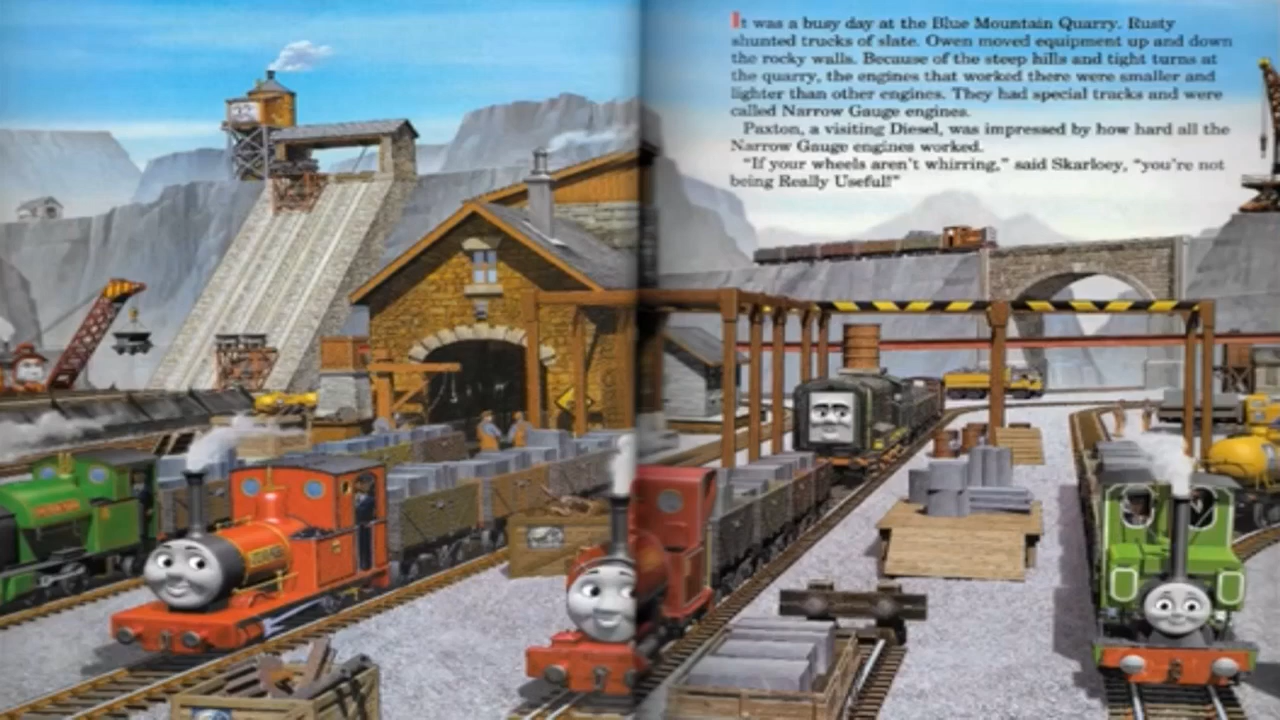 It was a busy day at the Blue Mountain Quarry. Rusty
shunted trucks of slate. Owen moved equipment up and down
the rocky walls. Because of the steep hills and tight turns at
the quarry, the engines that worked there were smaller and
lighter than other engines. They had special tracks and were
called Narrow Gauge engines.
Paxton, a visiting Diesel, was impressed by how hard all the
Narrow Gauge engines worked.
“If your wheels aren’t whirring,” said Skarloey, “you’re not
being Really Useful!”